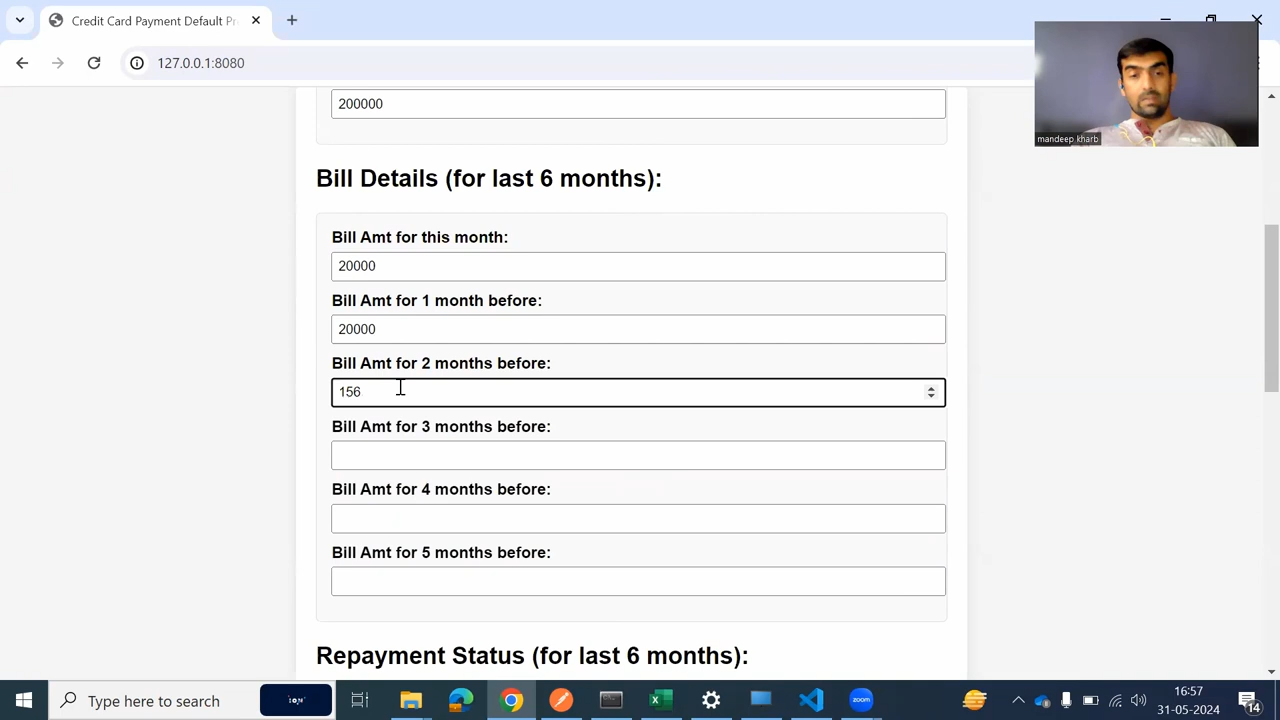 Credit Card Payment Default Pr
127.0.0.1:8080
mandeep kharb
200000
Bill Details (for last 6 months):
Bill Amt for this month:
20000
Bill Amt for 1 month before:
20000
Bill Amt for 2 months before:
156
Bill Amt for 3 months before:
Bill Amt for 4 months before:
Bill Amt for 5 months before:
Repayment Status (for last 6 months):
Type here to search
zoom
16:57
31-05-2024
14